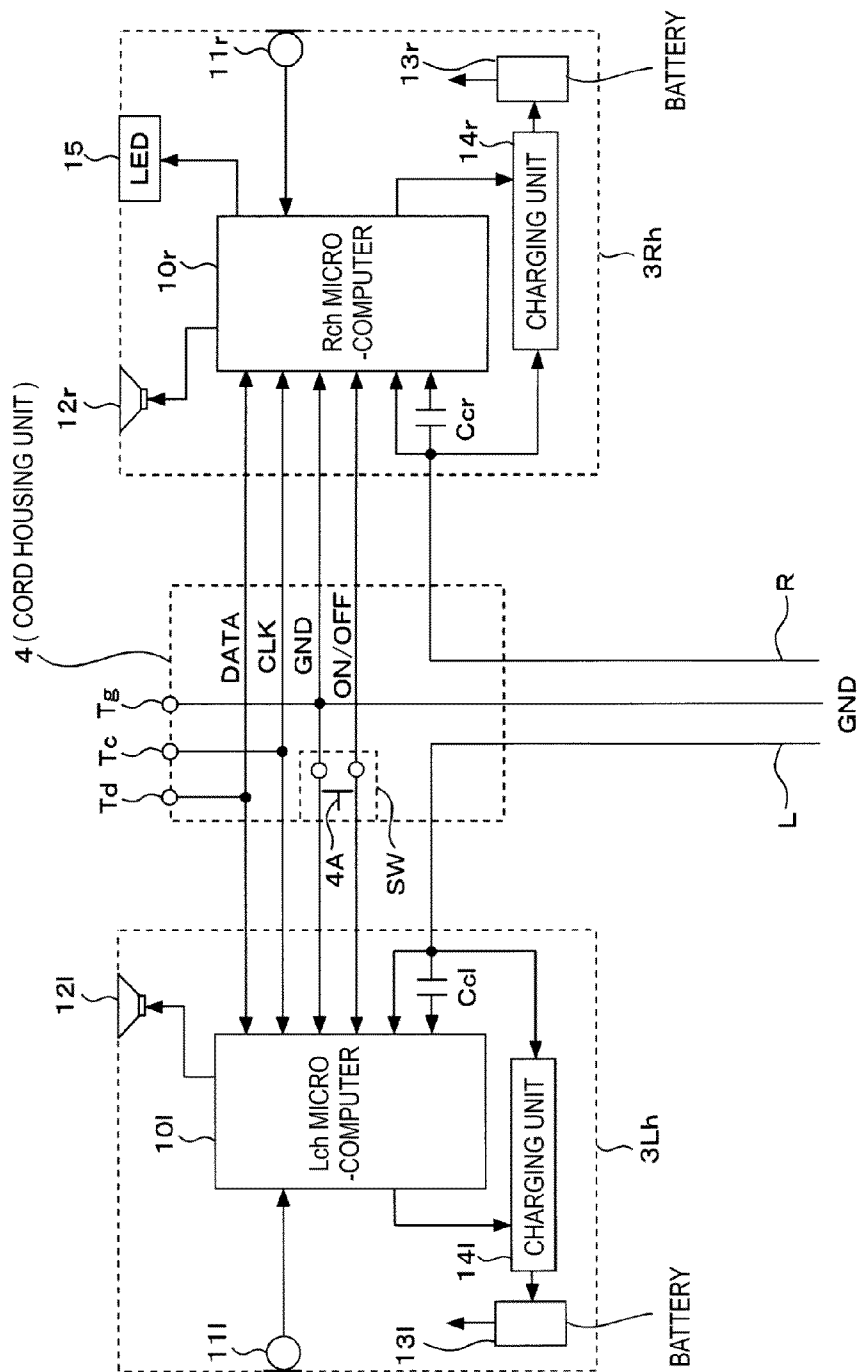 4 ( CORD HOUSING UNIT )
12l
10l
Lch MICRO
-COMPUTER
11l
Ccl
CHARGING UNIT
14l
13l
BATTERY
3Lh
Td
Tc
Tg
DATA
CLK
GND
ON/OFF
4A
SW
L
GND
R
12r
10r
15
LED
11r
Rch MICRO
-COMPUTER
Ccr
CHARGING UNIT
14r
13r
BATTERY
3Rh